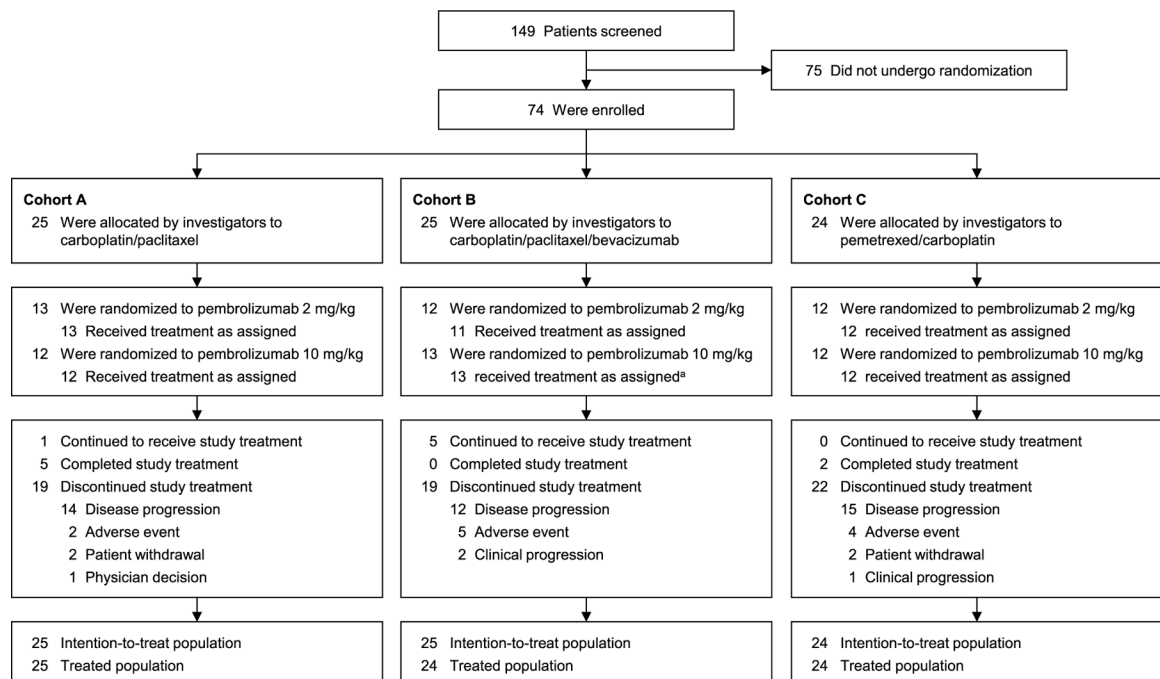 149 Patients screened
75 Did not undergo randomization
74 Were enrolled
Cohort A
25 Were allocated by investigators to
carboplatin/paclitaxel
13 Were randomized to pembrolizumab 2 mg/kg
13 Received treatment as assigned
12 Were randomized to pembrolizumab 10 mg/kg
12 Received treatment as assigned
1 Continued to receive study treatment
5 Completed study treatment
19 Discontinued study treatment
14 Disease progression
2 Adverse event
2 Patient withdrawal
1 Physician decision
25 Intention-to-treat population
25 Treated population
Cohort B
25 Were allocated by investigators to
carboplatin/paclitaxel/bevacizumab
12 Were randomized to pembrolizumab 2 mg/kg
11 Received treatment as assigned
13 Were randomized to pembrolizumab 10 mg/kg
13 received treatment as assignedᵃ
5 Continued to receive study treatment
0 Completed study treatment
19 Discontinued study treatment
12 Disease progression
5 Adverse event
2 Clinical progression
25 Intention-to-treat population
24 Treated population
Cohort C
24 Were allocated by investigators to
pemetrexed/carboplatin
12 Were randomized to pembrolizumab 2 mg/kg
12 received treatment as assigned
12 Were randomized to pembrolizumab 10 mg/kg
12 received treatment as assigned
0 Continued to receive study treatment
2 Completed study treatment
22 Discontinued study treatment
15 Disease progression
4 Adverse event
2 Patient withdrawal
1 Clinical progression
24 Intention-to-treat population
24 Treated population